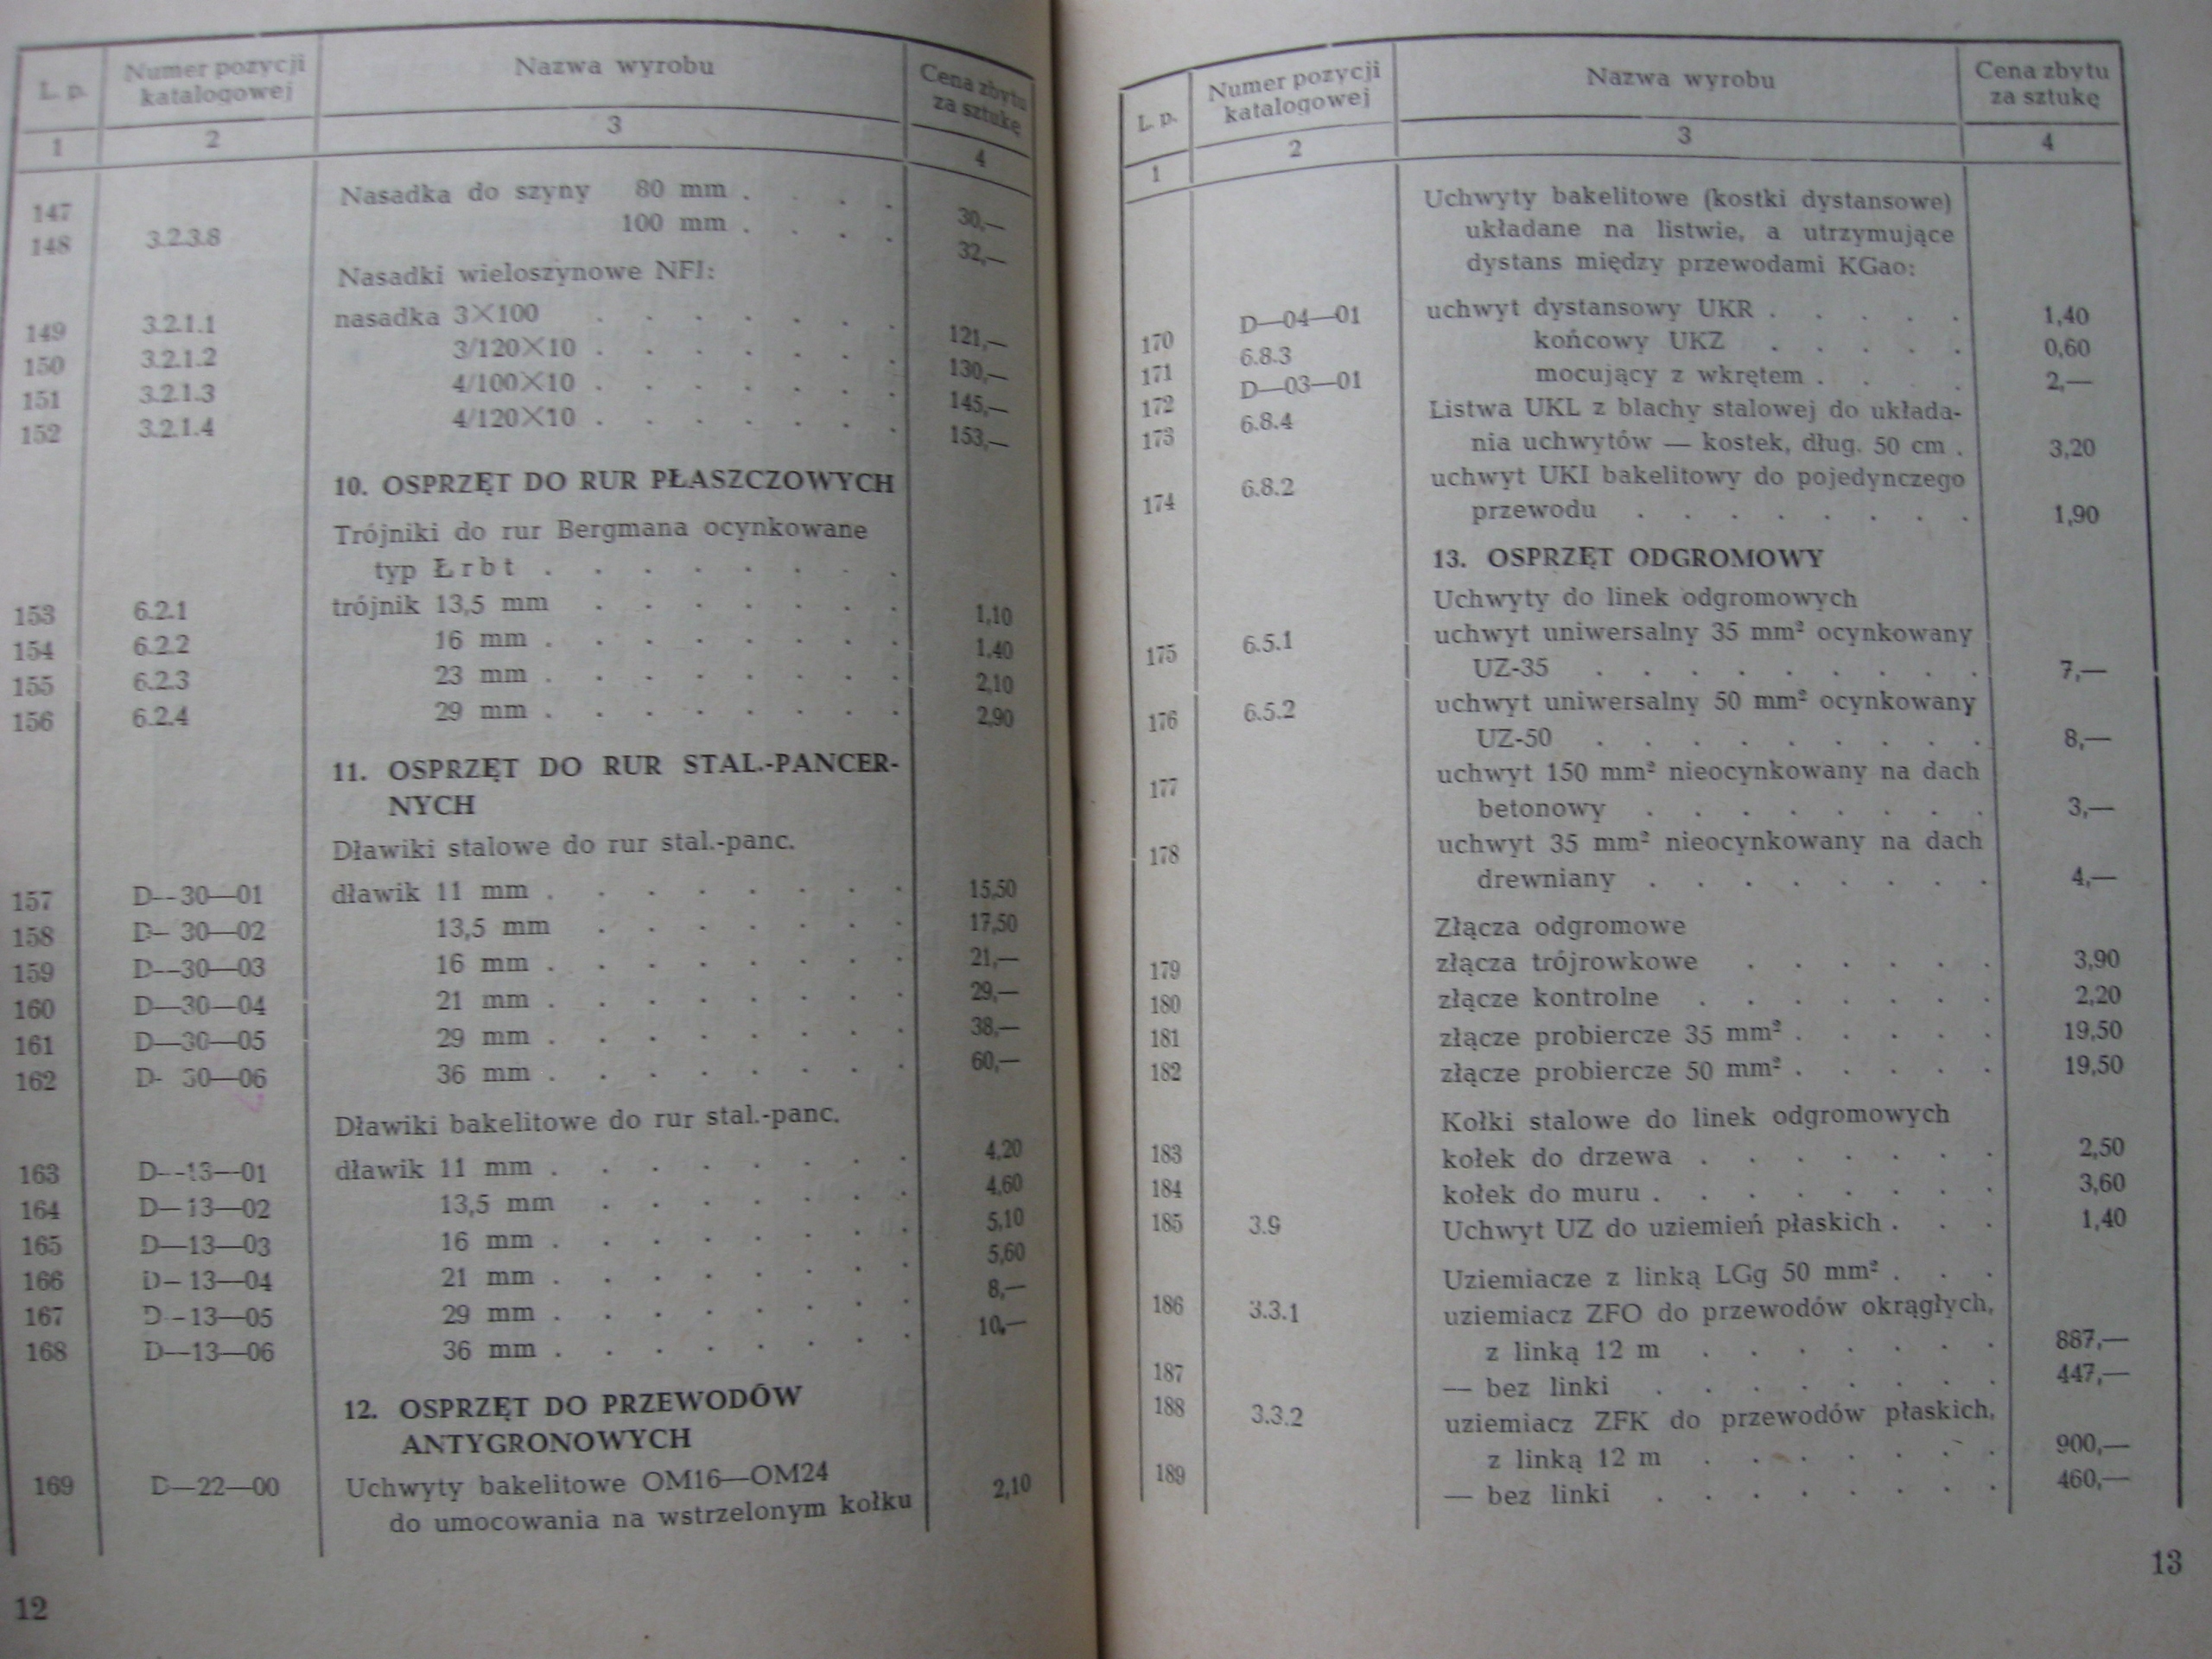 L. p. Numer pozycji katalogowej Nazwa wyrobu Cena zbytu za sztukę
1 2 3 4
147 Nasadka do szyny 80 mm . . . . 30,—
148 3.2.3.8 100 mm . . . . 32,—
Nasadki wieloszynowe NFI:
149 3.2.1.1 nasadka 3×100 . . . . . . . 121,—
150 3.2.1.2 3/120×10 . . . . . . . 130,—
151 3.2.1.3 4/100×10 . . . . . . . 145,—
152 3.2.1.4 4/120×10 . . . . . . . 153,—
10. OSPRZĘT DO RUR PŁASZCZOWYCH
Trójniki do rur Bergmana ocynkowane
typ Ł r b t . . . . . . . .
153 6.2.1 trójnik 13,5 mm . . . . . . . 1,10
154 6.2.2 16 mm . . . . . . . . 1,40
155 6.2.3 23 mm . . . . . . . . 2,10
156 6.2.4 29 mm . . . . . . . . 2,90
11. OSPRZĘT DO RUR STAL.-PANCER-
NYCH
Dławiki stalowe do rur stal.-panc.
157 D—30—01 dławik 11 mm . . . . . . . . 15,50
158 D—30—02 13,5 mm . . . . . . . 17,50
159 D—30—03 16 mm . . . . . . . . 21,—
160 D—30—04 21 mm . . . . . . . . 29,—
161 D—30—05 29 mm . . . . . . . . 38,—
162 D- 30—06 36 mm . . . . . . . . 60,—
Dławiki bakelitowe do rur stal.-panc.
163 D—13—01 dławik 11 mm . . . . . . . . 4,20
164 D—13—02 13,5 mm . . . . . . . 4,60
165 D—13—03 16 mm . . . . . . . . 5,10
166 D—13—04 21 mm . . . . . . . . 5,60
167 D—13—05 29 mm . . . . . . . . 8,—
168 D—13—06 36 mm . . . . . . . . 10,—
12. OSPRZĘT DO PRZEWODÓW
ANTYGRONOWYCH
169 D—22—00 Uchwyty bakelitowe OM16—OM24
do umocowania na wstrzelonym kołku 2,10
12
L. p. Numer pozycji katalogowej Nazwa wyrobu Cena zbytu za sztukę
1 2 3 4
Uchwyty bakelitowe (kostki dystansowe)
układane na listwie, a utrzymujące
dystans między przewodami KGao:
170 D—04—01 uchwyt dystansowy UKR . . . . . 1,40
171 6.8.3 końcowy UKZ . . . . . 0,60
172 D—03—01 mocujący z wkrętem . . . . 2,—
173 6.8.4 Listwa UKL z blachy stalowej do układa-
nia uchwytów — kostek, dług. 50 cm . 3,20
174 6.8.2 uchwyt UKI bakelitowy do pojedynczego
przewodu . . . . . . . . 1,90
13. OSPRZĘT ODGROMOWY
Uchwyty do linek odgromowych
175 6.5.1 uchwyt uniwersalny 35 mm² ocynkowany
UZ-35 . . . . . . . . . 7,—
176 6.5.2 uchwyt uniwersalny 50 mm² ocynkowany
UZ-50 . . . . . . . . . 8,—
177 uchwyt 150 mm² nieocynkowany na dach
betonowy . . . . . . . . 3,—
178 uchwyt 35 mm² nieocynkowany na dach
drewniany . . . . . . . . 4,—
Złącza odgromowe
179 złącza trójrowkowe . . . . . . 3,90
180 złącze kontrolne . . . . . . . 2,20
181 złącze probiercze 35 mm² . . . . . 19,50
182 złącze probiercze 50 mm² . . . . . 19,50
Kołki stalowe do linek odgromowych
183 kołek do drzewa . . . . . . . 2,50
184 kołek do muru . . . . . . . . 3,60
185 3.9 Uchwyt UZ do uziemień płaskich . . . 1,40
Uziemiacze z linką LGg 50 mm² . . .
186 3.3.1 uziemiacz ZFO do przewodów okrągłych,
z linką 12 m . . . . . . . 887,—
187 — bez linki . . . . . . . . 447,—
188 3.3.2 uziemiacz ZFK do przewodów płaskich,
z linką 12 m . . . . . . . 900,—
189 — bez linki . . . . . . . . 460,—
13